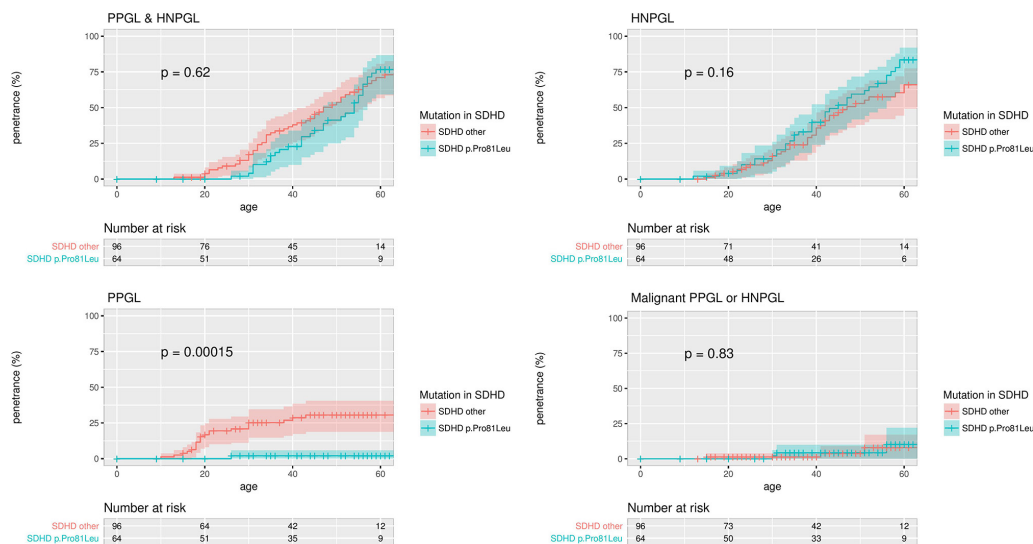 PPGL & HNPGL
penetrance (%)
100
75
50
25
0
p = 0.62
0 20 40 60
age
Mutation in SDHD
SDHD other
SDHD p.Pro81Leu
Number at risk
SDHD other 96 76 45 14
SDHD p.Pro81Leu 64 51 35 9
HNPGL
penetrance (%)
100
75
50
25
0
p = 0.16
0 20 40 60
age
Mutation in SDHD
SDHD other
SDHD p.Pro81Leu
Number at risk
SDHD other 96 71 41 14
SDHD p.Pro81Leu 64 48 26 6
PPGL
penetrance (%)
100
75
50
25
0
p = 0.00015
0 20 40 60
age
Mutation in SDHD
SDHD other
SDHD p.Pro81Leu
Number at risk
SDHD other 96 64 42 12
SDHD p.Pro81Leu 64 51 35 9
Malignant PPGL or HNPGL
penetrance (%)
100
75
50
25
0
p = 0.83
0 20 40 60
age
Mutation in SDHD
SDHD other
SDHD p.Pro81Leu
Number at risk
SDHD other 96 73 42 12
SDHD p.Pro81Leu 64 50 33 9